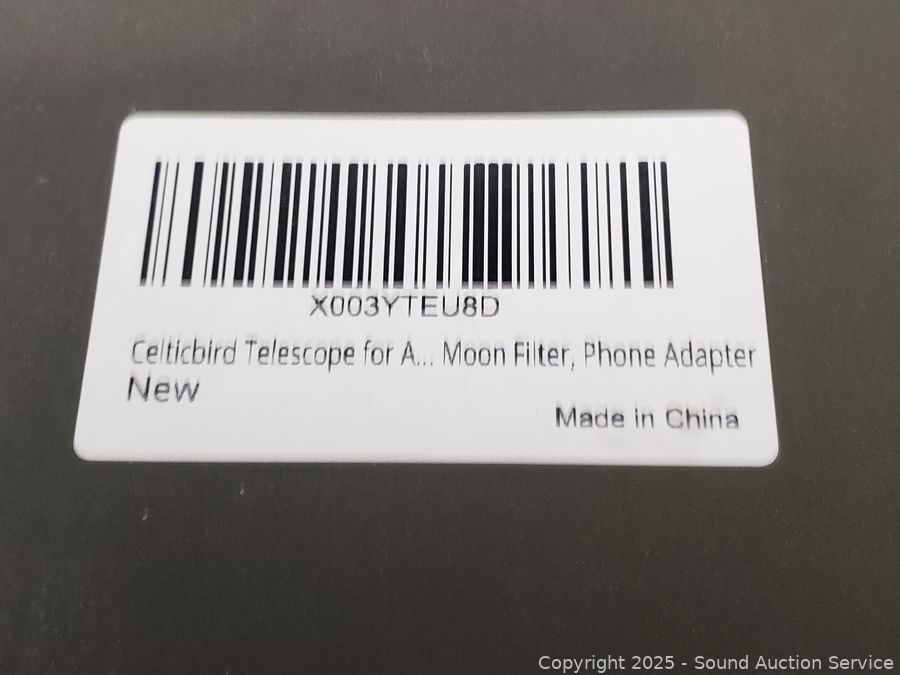 X003YTEU8D
Celticbird Telescope for A... Moon Filter, Phone Adapter
New
Made in China
Copyright 2025 - Sound Auction Service